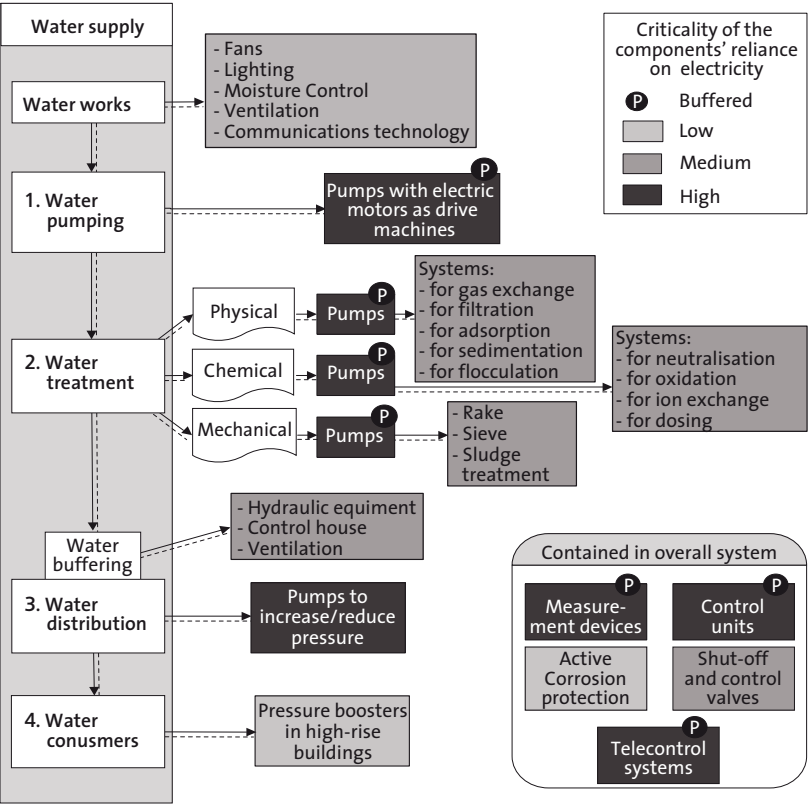 Water supply
Water works
- Fans
- Lighting
- Moisture Control
- Ventilation
- Communications technology
Criticality of the
components’ reliance
on electricity
P Buffered
Low
Medium
High
1. Water
pumping
P
Pumps with electric
motors as drive
machines
2. Water
treatment
Physical
P
Pumps
Systems:
- for gas exchange
- for filtration
- for adsorption
- for sedimentation
- for flocculation
Chemical
P
Pumps
Systems:
- for neutralisation
- for oxidation
- for ion exchange
- for dosing
Mechanical
P
Pumps
- Rake
- Sieve
- Sludge
treatment
Water
buffering
- Hydraulic equiment
- Control house
- Ventilation
3. Water
distribution
Pumps to
increase/reduce
pressure
4. Water
conusmers
Pressure boosters
in high-rise
buildings
Contained in overall system
P
Measure-
ment devices
P
Control
units
Active
Corrosion
protection
Shut-off
and control
valves
P
Telecontrol
systems